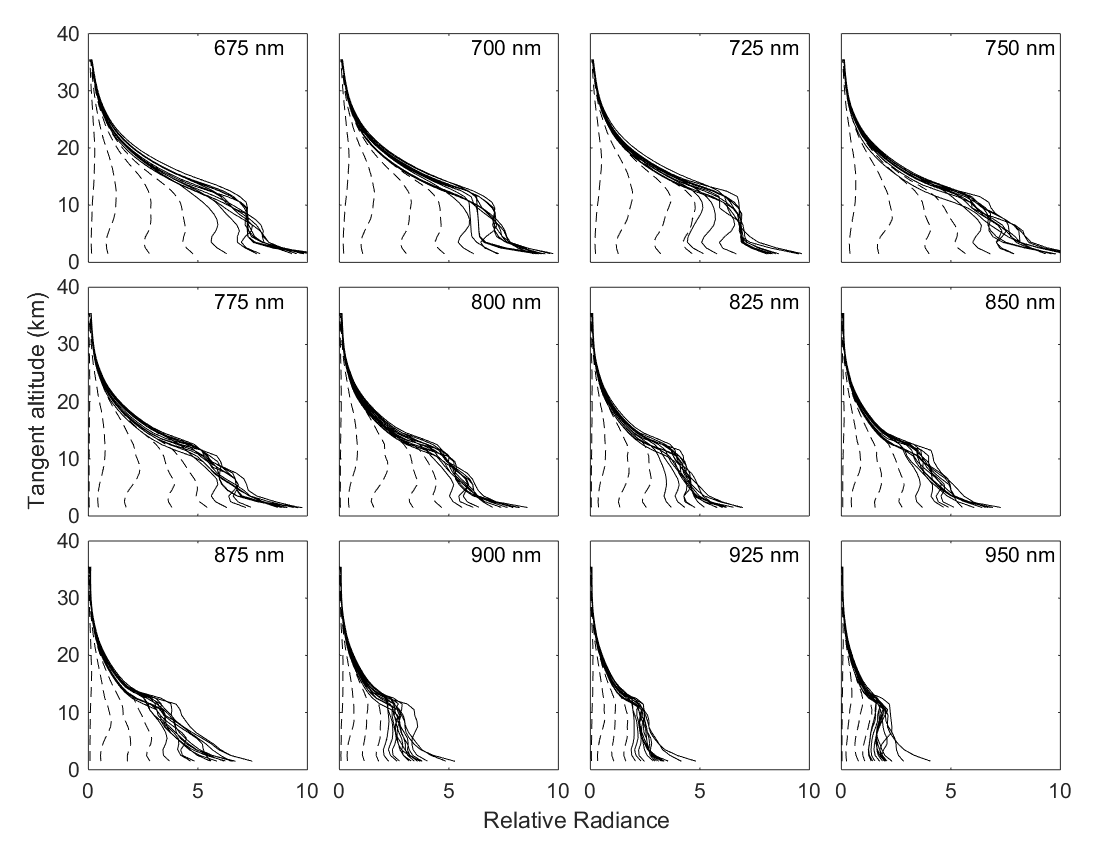 40
30
20
10
0
675 nm
700 nm
725 nm
750 nm
Tangent altitude (km)
40
30
20
10
0
775 nm
800 nm
825 nm
850 nm
40
30
20
10
0
875 nm
900 nm
925 nm
950 nm
0 5 10 0 5 10 0 5 10 0 5 10
Relative Radiance